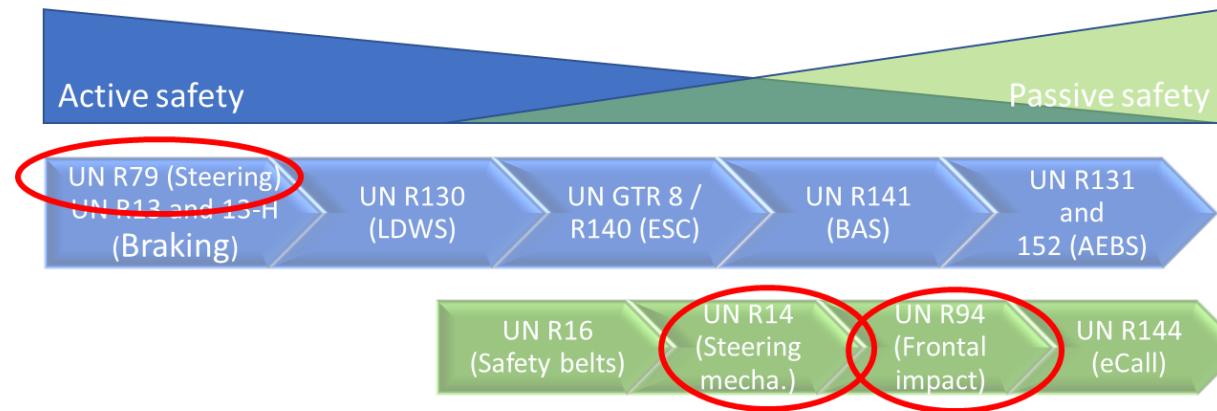 Active safety
Passive safety
UN R79 (Steering)
UN R13 and 13-H
(Braking)
UN R130
(LDWS)
UN GTR 8 /
R140 (ESC)
UN R141
(BAS)
UN R131
and
152 (AEBS)
UN R16
(Safety belts)
UN R14
(Steering
mecha.)
UN R94
(Frontal
impact)
UN R144
(eCall)